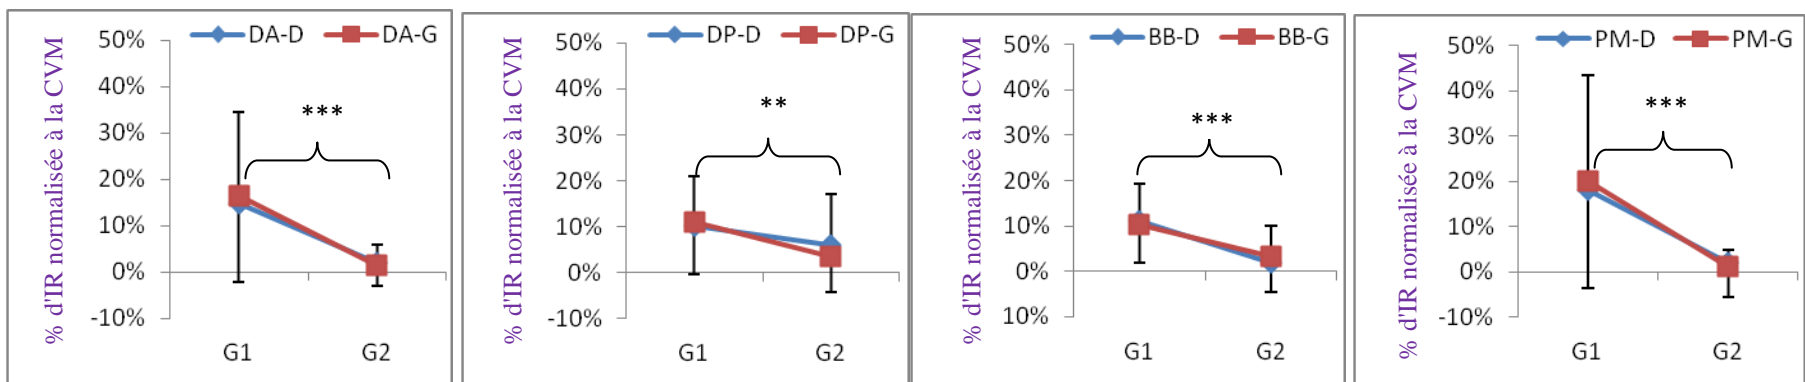 % d'IR normalisée à la CVM
DA-D DA-G
50%
40%
30%
20%
10%
0%
-10%
***
G1 G2
% d'IR normalisée à la CVM
DP-D DP-G
50%
40%
30%
20%
10%
0%
-10%
**
G1 G2
% d'IR normalisée à la CVM
BB-D BB-G
50%
40%
30%
20%
10%
0%
10%
***
G1 G2
% d'IR normalisée à la CVM
PM-D PM-G
50%
40%
30%
20%
10%
0%
-10%
***
G1 G2